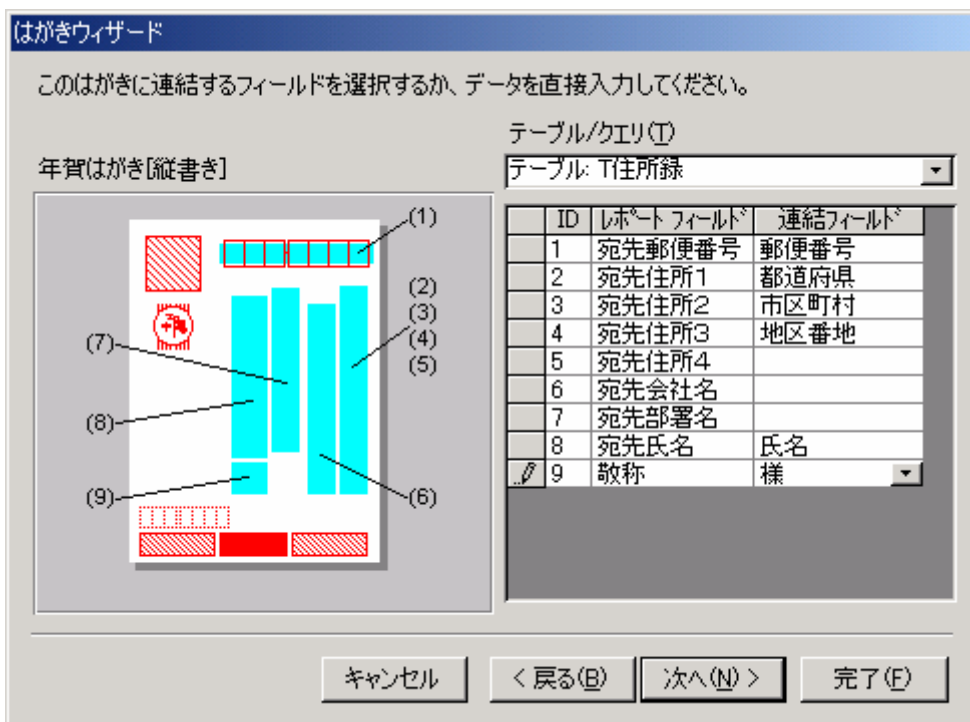 はがきウィザード
このはがきに連結するフィールドを選択するか、データを直接入力してください。
テーブル/クエリ(T)
年賀はがき[縦書き]
テーブル: T住所録
(1)
(2)
(3)
(4)
(5)
(7)
(8)
(9)
(6)
ID レポート フィールド 連結フィールド
1 宛先郵便番号 郵便番号
2 宛先住所1 都道府県
3 宛先住所2 市区町村
4 宛先住所3 地区番地
5 宛先住所4
6 宛先会社名
7 宛先部署名
8 宛先氏名 氏名
9 敬称 様
キャンセル
< 戻る(B)
次へ(N) >
完了(F)